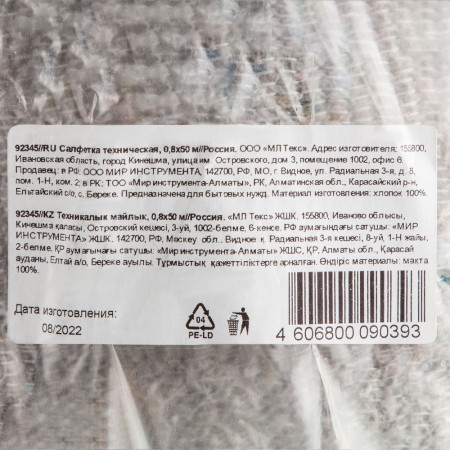 92345//RU Салфетка техническая, 0,8х50 м//Россия. ООО «МЛ Текс». Адрес изготовителя: 155800,
Ивановская область, город Кинешма, улица им Островского, дом 3, помещение 1002, офис 6.
Продавец: в РФ: ООО МИР ИНСТРУМЕНТА, 142700, РФ, МО, г. Видное, ул. Радиальная 3-я, д. 8,
пом. 1-Н, ком. 2; в РК: ТОО «Мир инструмента-Алматы», РК, Алматинская обл., Карасайский р-н,
Ельтайский с/о, с. Береке. Предназначена для бытовых нужд. Материал изготовления: хлопок 100%.
92345//KZ Техникалық майлық, 0,8х50 м//Россия. «МЛ Текс» ЖШК, 155800, Иваново облысы,
Кинешма қаласы, Островский көшесі, 3-уй, 1002-бөлме, 6-кеңсе. РФ аумағындағы сатушы: «МИР
ИНСТРУМЕНТА» ЖШҚ, 142700, РФ, Мәскеу обл., Видное қ. Радиальная 3-я көшесі, 8-уй, 1-Н жайы,
2-бөлме. ҚР аумағындағы сатушы: «Мир инструмента-Алматы» ЖШС, ҚР, Алматы обл., Қарасай
ауданы, Елтай а/о, Береке ауылы. Тұрмыстық қажеттіліктерге арналған. Өндіріс материалы: мақта
100%.
Дата изготовления:
08/2022
04
PE-LD
4 606800 090393